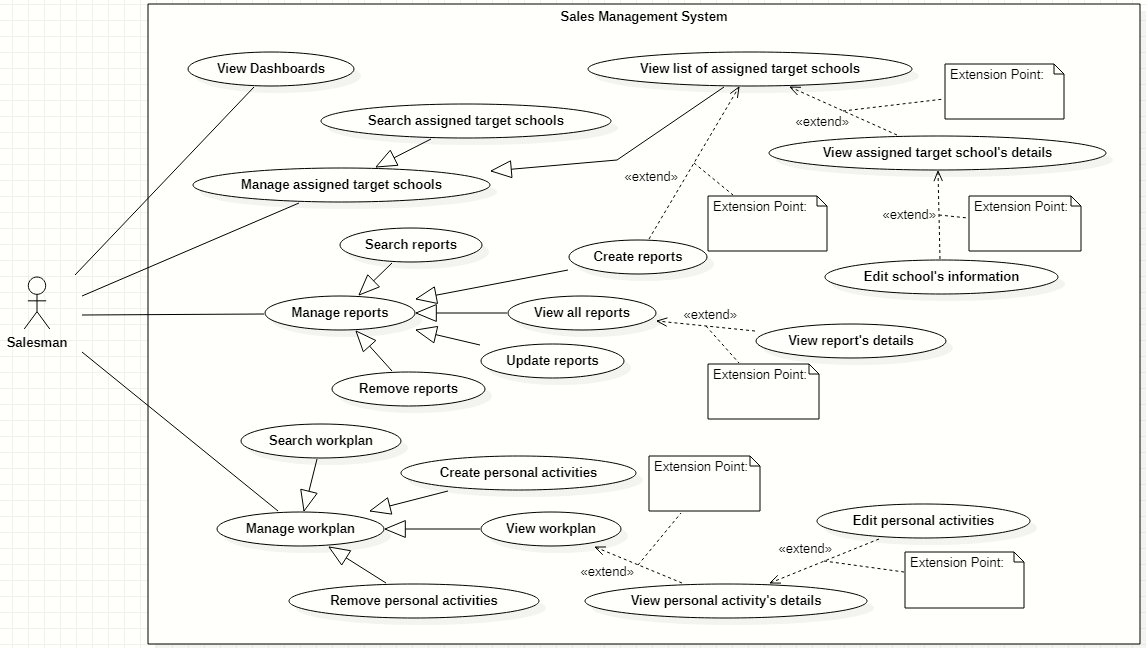 Sales Management System
View Dashboards
View list of assigned target schools
Extension Point:
Search assigned target schools
«extend»
View assigned target school's details
Manage assigned target schools
«extend»
Extension Point:
«extend»
Extension Point:
Search reports
Create reports
Edit school's information
Salesman
Manage reports
View all reports
«extend»
View report's details
Update reports
Extension Point:
Remove reports
Search workplan
Create personal activities
Extension Point:
Manage workplan
View workplan
Edit personal activities
«extend»
Extension Point:
«extend»
Remove personal activities
View personal activity's details